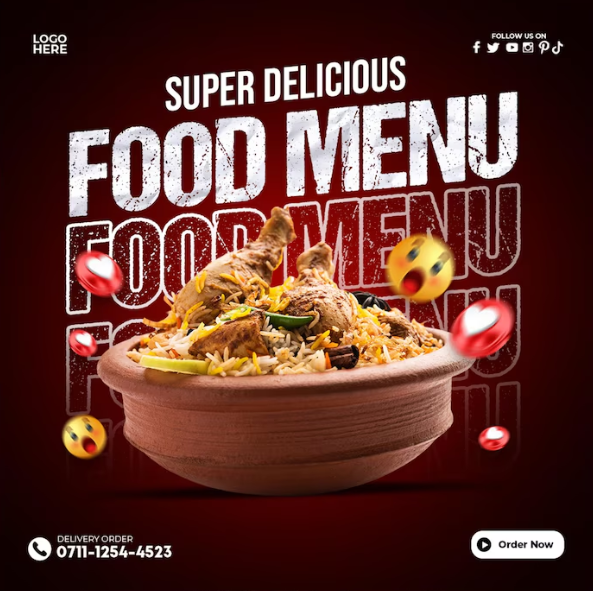 LOGO
HERE
FOLLOW US ON
SUPER DELICIOUS
FOOD MENU
FOOD MENU
DELIVERY ORDER
0711-1254-4523
Order Now